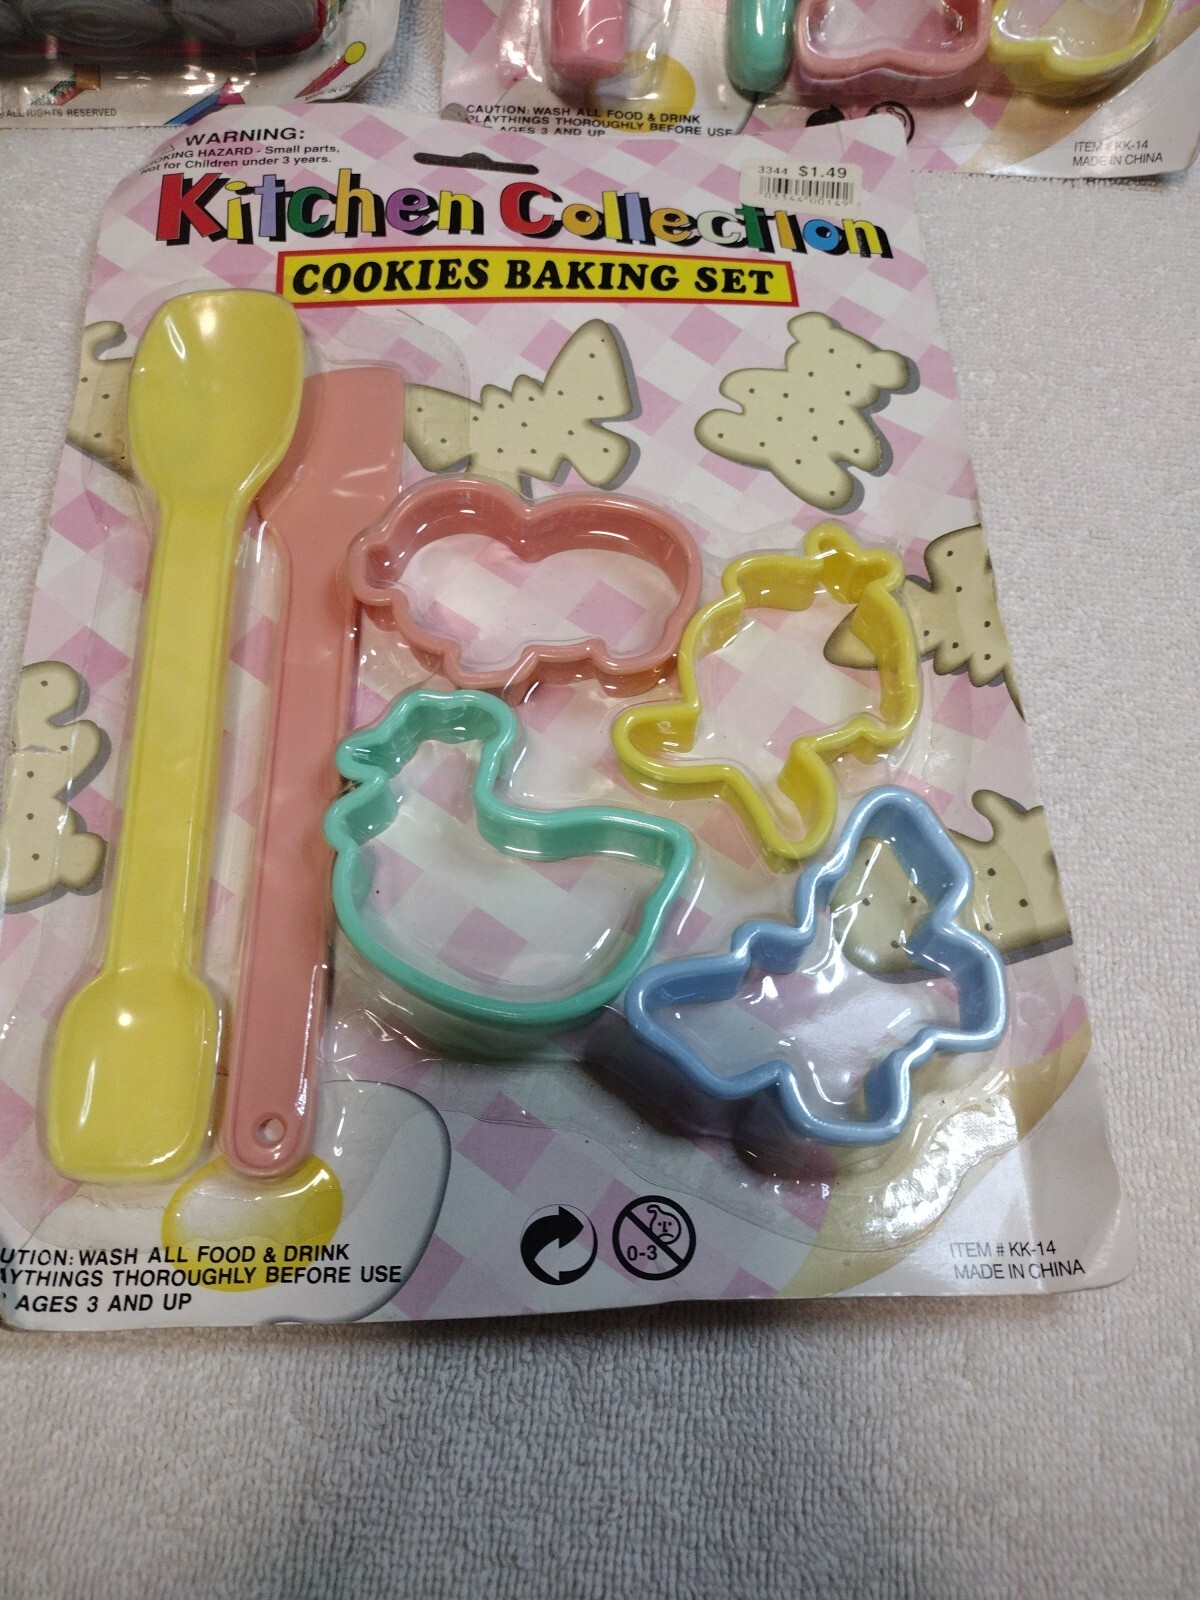 ALL RIGHTS RESERVED
MADE IN
CAUTION: WASH ALL FOOD & DRINK
PLAYTHINGS THOROUGHLY BEFORE USE
AGES 3 AND UP
ITEM # KK-14
MADE IN CHINA
WARNING:
HAZARD - Small parts,
Not for Children under 3 years.
3344 $1.49
Kitchen Collection
COOKIES BAKING SET
UTION: WASH ALL FOOD & DRINK
AYTHINGS THOROUGHLY BEFORE USE
AGES 3 AND UP
0-3
ITEM # KK-14
MADE IN CHINA